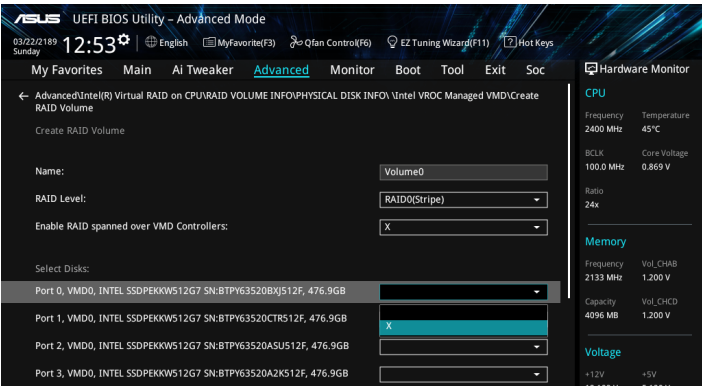 ASUS UEFI BIOS Utility – Advanced Mode
03/22/2189 Sunday 12:53 English MyFavorite(F3) Qfan Control(F6) EZ Tuning Wizard(F11) ? Hot Keys
My Favorites Main Ai Tweaker Advanced Monitor Boot Tool Exit Soc
← Advanced\Intel(R) Virtual RAID on CPU\RAID VOLUME INFO\PHYSICAL DISK INFO\ \Intel VROC Managed VMD\Create
RAID Volume
Create RAID Volume
Name: Volume0
RAID Level: RAID0(Stripe)
Enable RAID spanned over VMD Controllers: X
Select Disks:
Port 0, VMD0, INTEL SSDPEKKW512G7 SN:BTPY63520BXJ512F, 476.9GB
Port 1, VMD0, INTEL SSDPEKKW512G7 SN:BTPY63520CTR512F, 476.9GB
X
Port 2, VMD0, INTEL SSDPEKKW512G7 SN:BTPY63520ASU512F, 476.9GB
Port 3, VMD0, INTEL SSDPEKKW512G7 SN:BTPY63520A2K512F, 476.9GB
Hardware Monitor
CPU
Frequency Temperature
2400 MHz 45°C
BCLK Core Voltage
100.0 MHz 0.869 V
Ratio
24x
Memory
Frequency Vol_CHAB
2133 MHz 1.200 V
Capacity Vol_CHCD
4096 MB 1.200 V
Voltage
+12V +5V